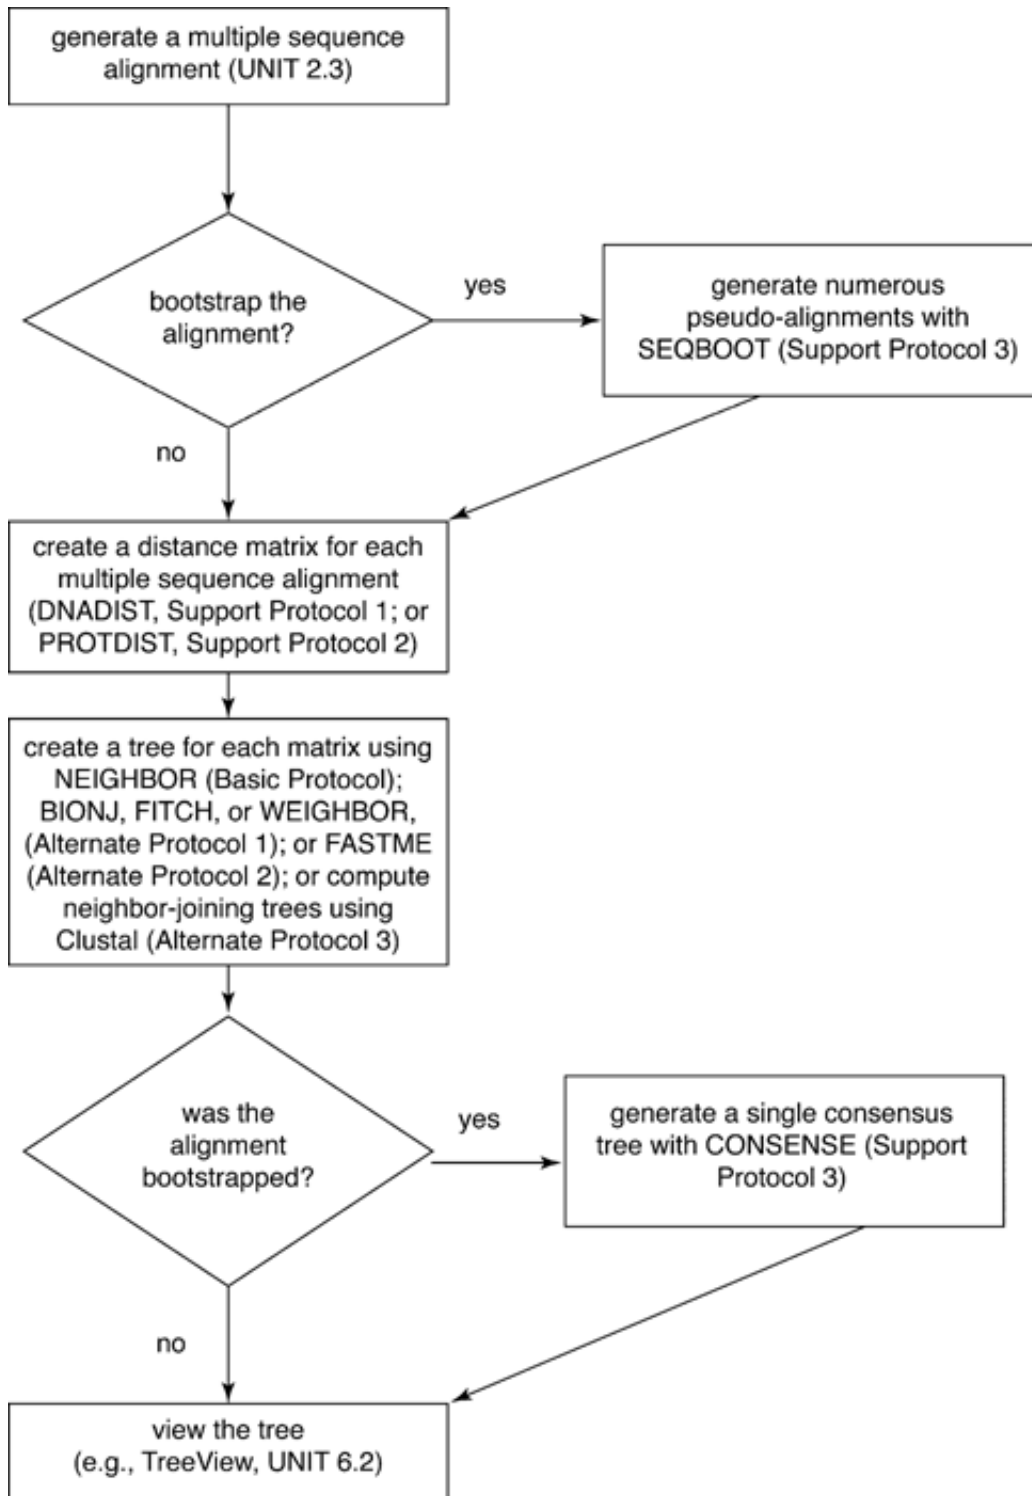 generate a multiple sequence
alignment (UNIT 2.3)
bootstrap the
alignment?
yes
generate numerous
pseudo-alignments with
SEQBOOT (Support Protocol 3)
no
create a distance matrix for each
multiple sequence alignment
(DNADIST, Support Protocol 1; or
PROTDIST, Support Protocol 2)
create a tree for each matrix using
NEIGHBOR (Basic Protocol);
BIONJ, FITCH, or WEIGHBOR,
(Alternate Protocol 1); or FASTME
(Alternate Protocol 2); or compute
neighbor-joining trees using
Clustal (Alternate Protocol 3)
was the
alignment
bootstrapped?
yes
generate a single consensus
tree with CONSENSE (Support
Protocol 3)
no
view the tree
(e.g., TreeView, UNIT 6.2)